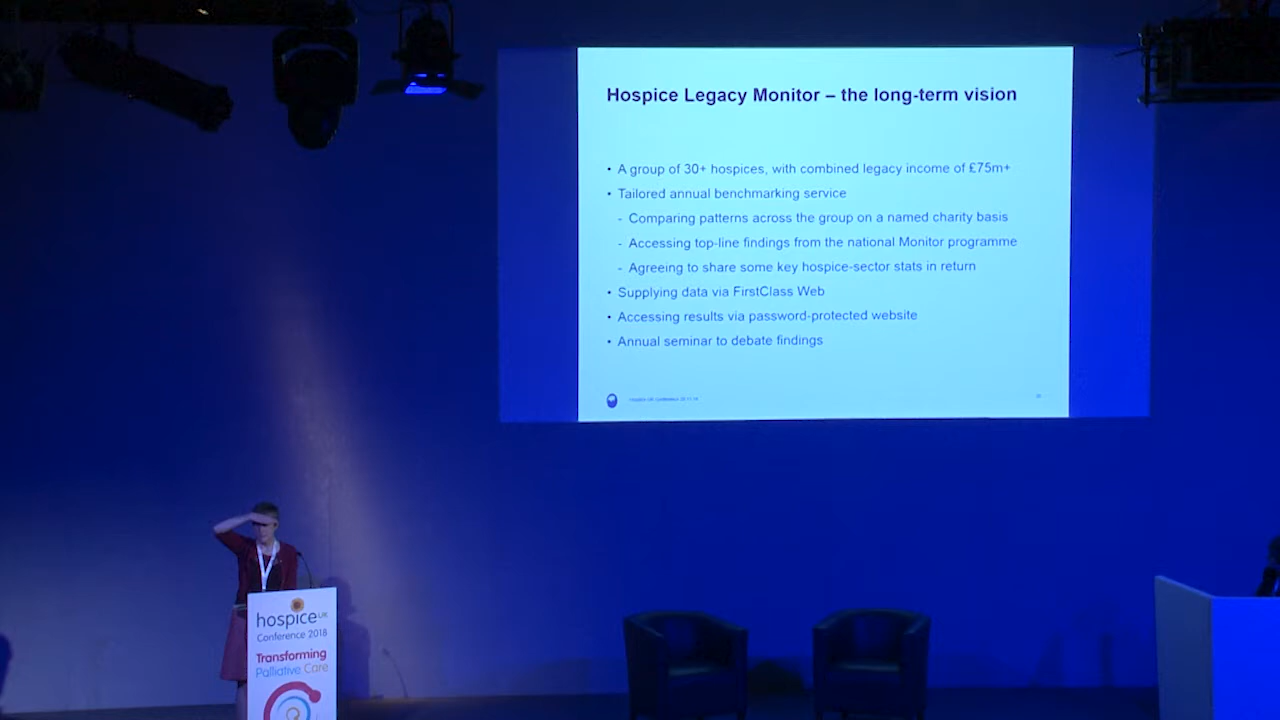 Hospice Legacy Monitor – the long-term vision
• A group of 30+ hospices, with combined legacy income of £75m+
• Tailored annual benchmarking service
- Comparing patterns across the group on a named charity basis
- Accessing top-line findings from the national Monitor programme
- Agreeing to share some key hospice-sector stats in return
• Supplying data via FirstClass Web
• Accessing results via password-protected website
• Annual seminar to debate findings
hospice UK
Conference 2018
Transforming
Palliative Care